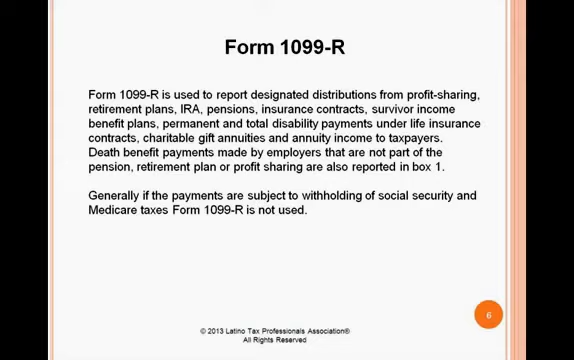 Form 1099-R
Form 1099-R is used to report designated distributions from profit-sharing,
retirement plans, IRA, pensions, insurance contracts, survivor income
benefit plans, permanent and total disability payments under life insurance
contracts, charitable gift annuities and annuity income to taxpayers.
Death benefit payments made by employers that are not part of the
pension, retirement plan or profit sharing are also reported in box 1.
Generally if the payments are subject to withholding of social security and
Medicare taxes Form 1099-R is not used.
6
© 2013 Latino Tax Professionals Association®
All Rights Reserved